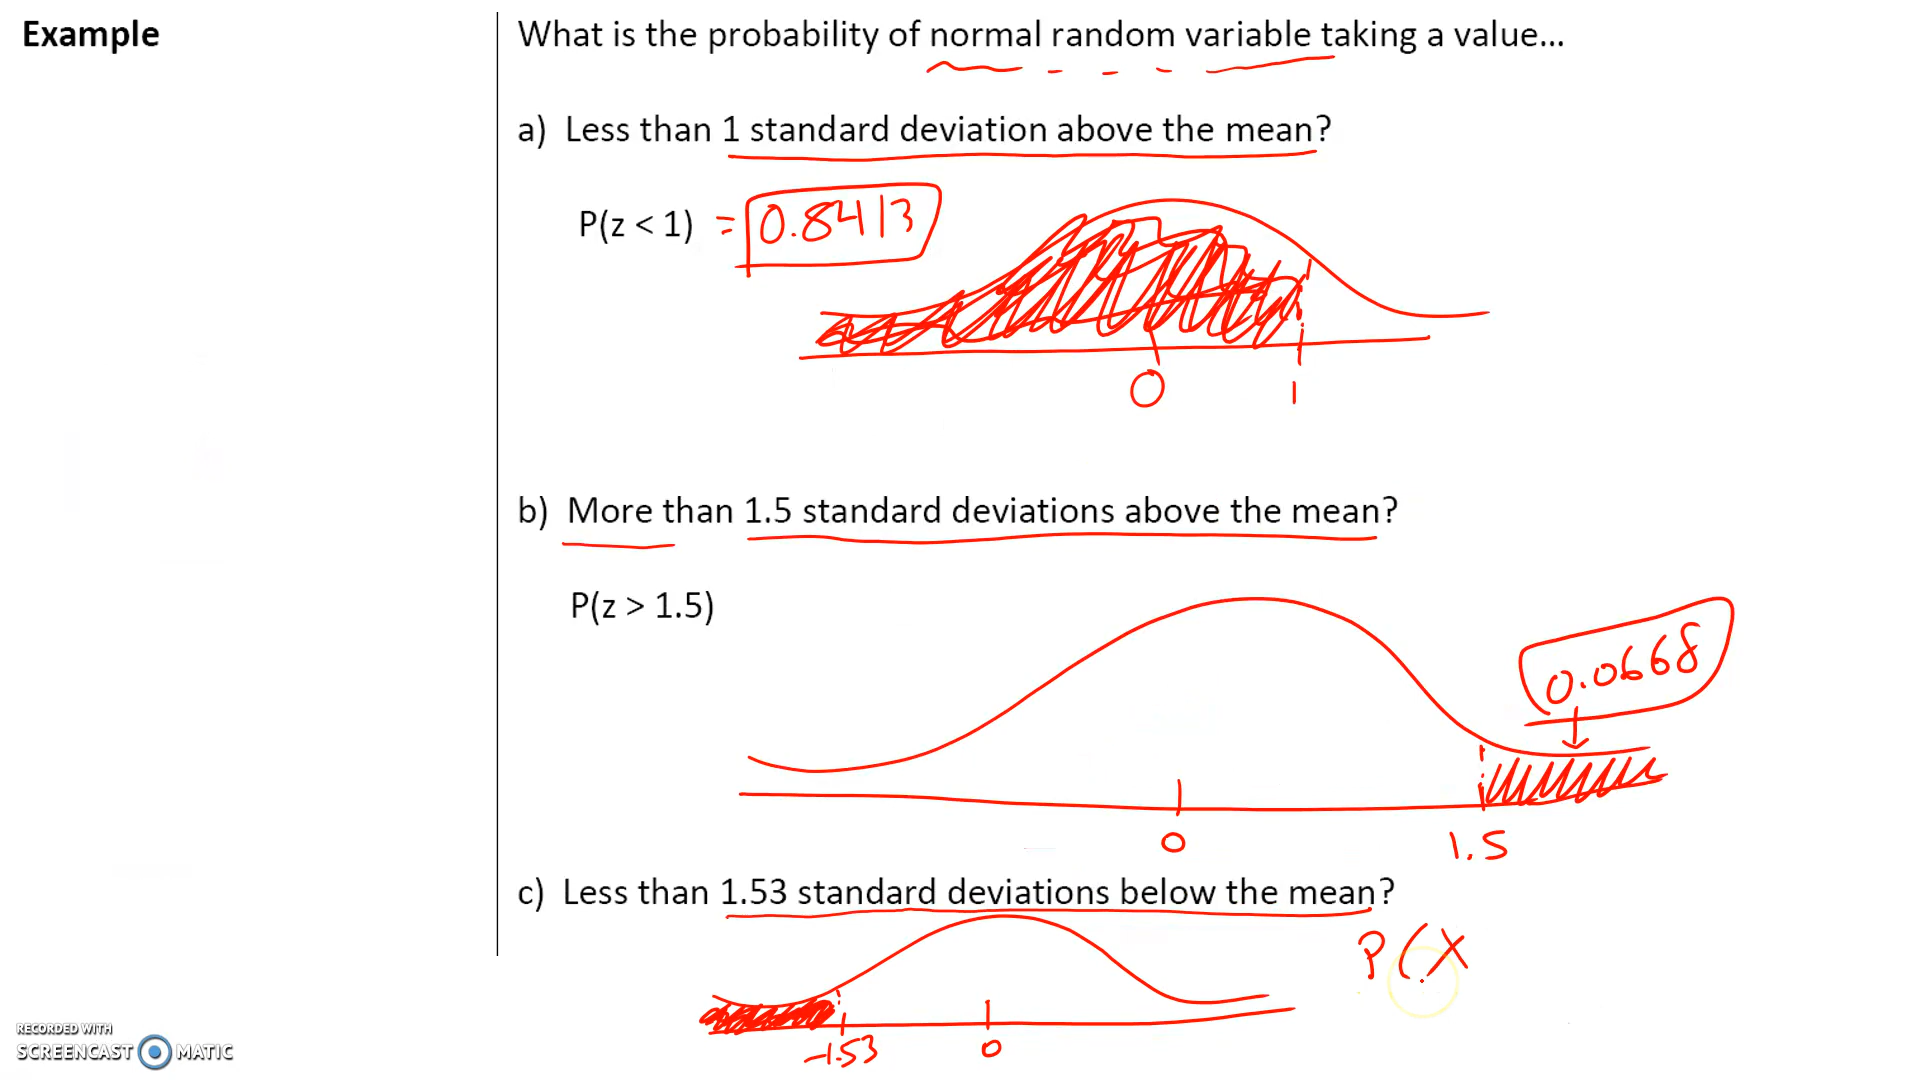 Example
What is the probability of normal random variable taking a value...
a) Less than 1 standard deviation above the mean?
P(z < 1) = 0.8413
0 1
b) More than 1.5 standard deviations above the mean?
P(z > 1.5)
0.0668
0 1.5
c) Less than 1.53 standard deviations below the mean?
P(X
-1.53 0
RECORDED WITH
SCREENCAST MATIC